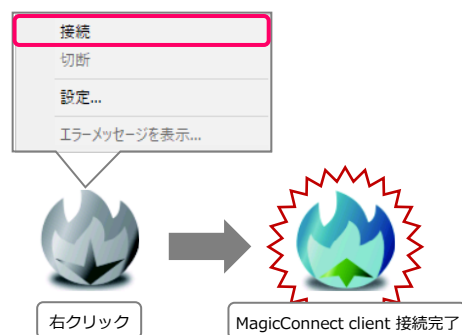 接続
切断
設定...
エラーメッセージを表示...
右クリック
MagicConnect client 接続完了